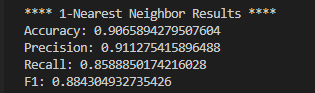 **** 1-Nearest Neighbor Results ****
Accuracy: 0.9065894279507604
Precision: 0.911275415896488
Recall: 0.8588850174216028
F1: 0.884304932735426